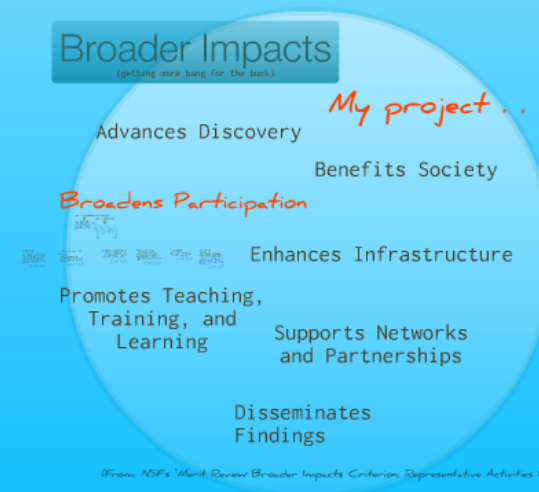 Broader Impacts
(getting more bang for the buck)
My project . .
Advances Discovery
Benefits Society
Broadens Participation
Enhances Infrastructure
Promotes Teaching,
Training, and
Learning
Supports Networks
and Partnerships
Disseminates
Findings
(From: NSFs "Merit Review Broader Impacts Criterion: Representative Activities